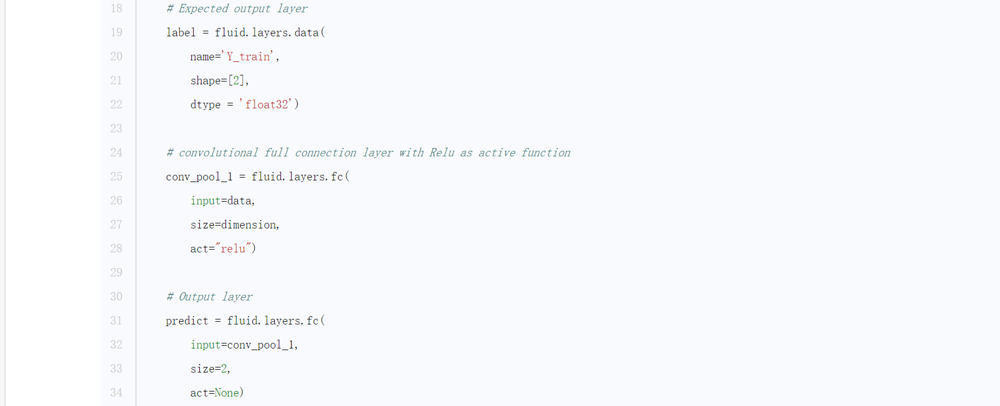 18 # Expected output layer
19 label = fluid.layers.data(
20 name='Y_train',
21 shape=[2],
22 dtype = 'float32')
23
24 # convolutional full connection layer with Relu as active function
25 conv_pool_1 = fluid.layers.fc(
26 input=data,
27 size=dimension,
28 act="relu")
29
30 # Output layer
31 predict = fluid.layers.fc(
32 input=conv_pool_1,
33 size=2,
34 act=None)